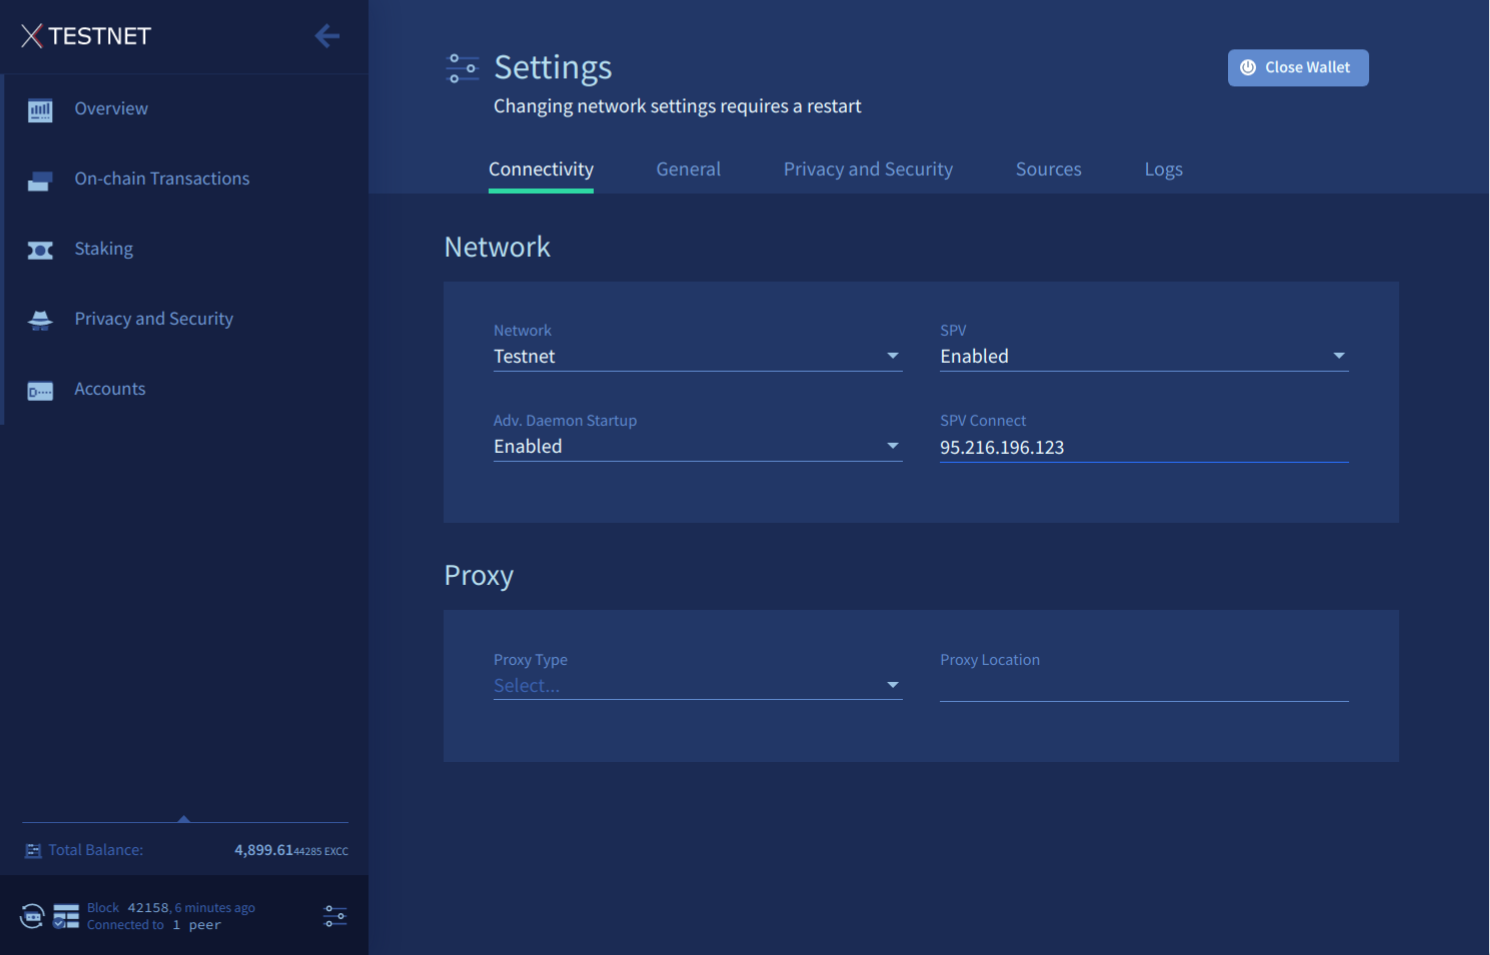 TESTNET
Overview
On-chain Transactions
Staking
Privacy and Security
Accounts
Total Balance: 4,899.6144285 EXCC
Block 42158, 6 minutes ago
Connected to 1 peer
Settings
Changing network settings requires a restart
Close Wallet
Connectivity General Privacy and Security Sources Logs
Network
Network SPV
Testnet Enabled
Adv. Daemon Startup SPV Connect
Enabled 95.216.196.123
Proxy
Proxy Type Proxy Location
Select...